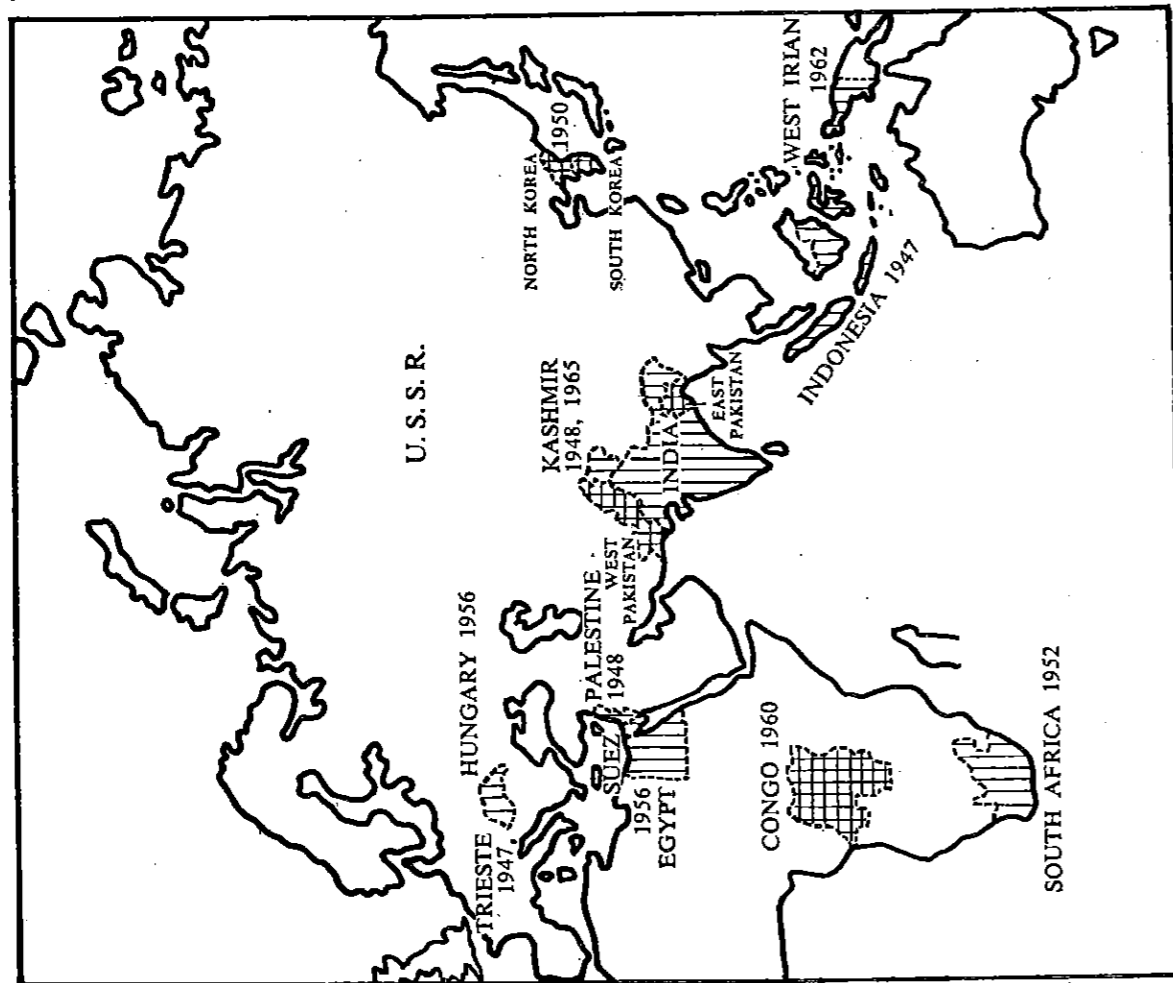 U.S.S.R.
HUNGARY 1956
TRIESTE
1947
NORTH KOREA
1950
SOUTH KOREA
KASHMIR
1948, 1965
PALESTINE
1948
SUEZ
1956
EGYPT
WEST
PAKISTAN
INDIA
EAST
PAKISTAN
WEST IRIAN
1962
INDONESIA 1947
CONGO 1960
SOUTH AFRICA 1952